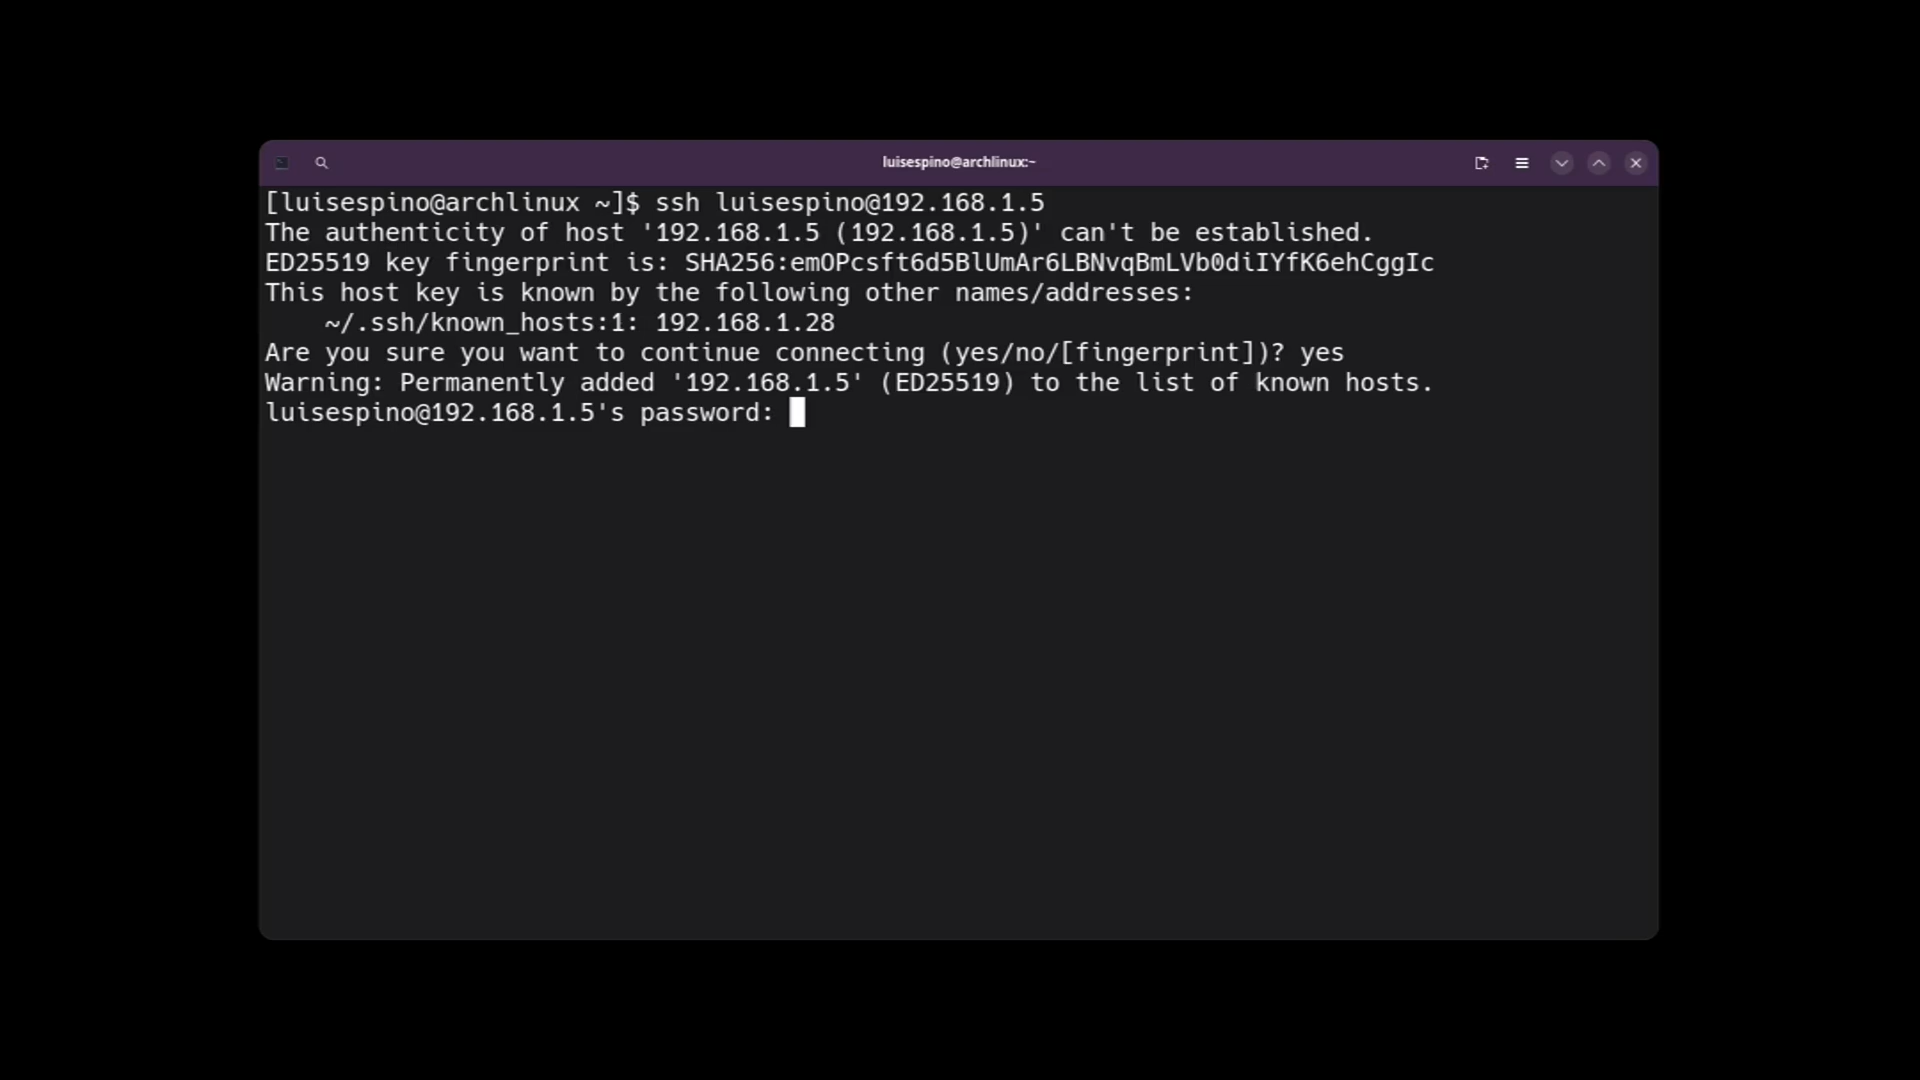 luisespino@archlinux:~
[luisespino@archlinux ~]$ ssh luisespino@192.168.1.5
The authenticity of host '192.168.1.5 (192.168.1.5)' can't be established.
ED25519 key fingerprint is: SHA256:emOPcsft6d5BlUmAr6LBNvqBmLVb0diIYfK6ehCggIc
This host key is known by the following other names/addresses:
    ~/.ssh/known_hosts:1: 192.168.1.28
Are you sure you want to continue connecting (yes/no/[fingerprint])? yes
Warning: Permanently added '192.168.1.5' (ED25519) to the list of known hosts.
luisespino@192.168.1.5's password: